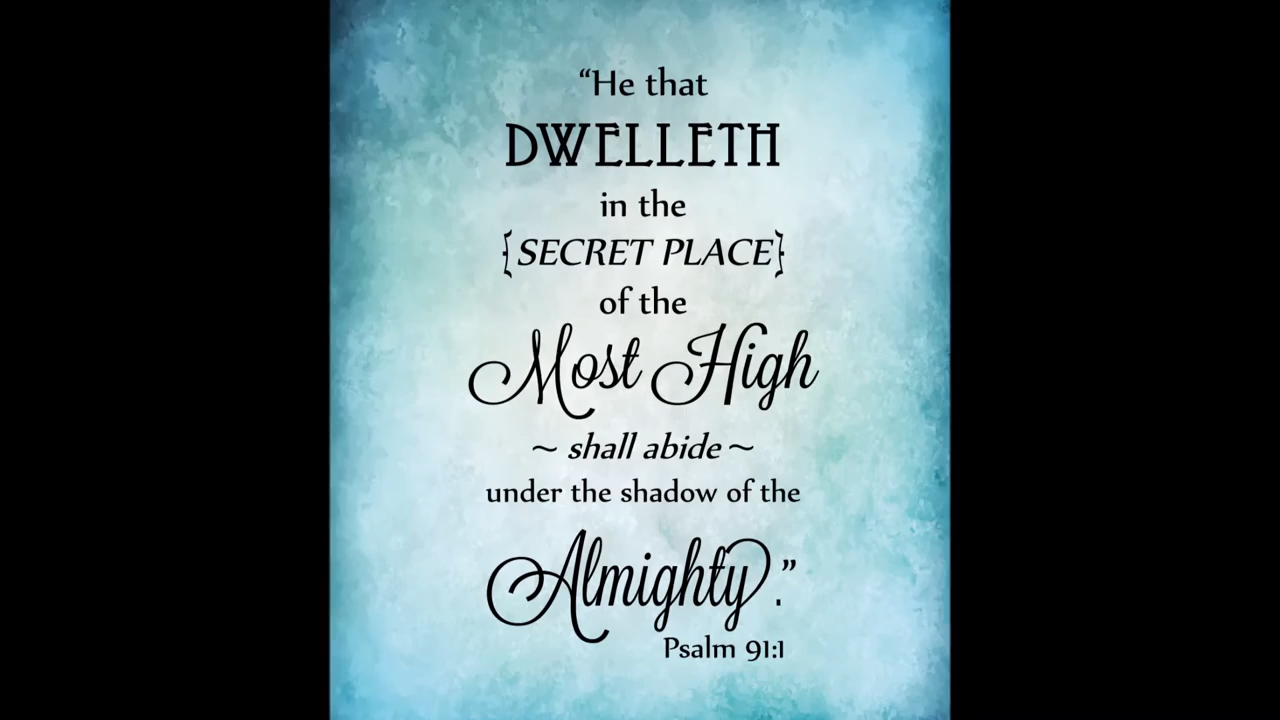 “He that
DWELLETH
in the
{SECRET PLACE}
of the
Most High
~ shall abide ~
under the shadow of the
Almighty.”
Psalm 91:1